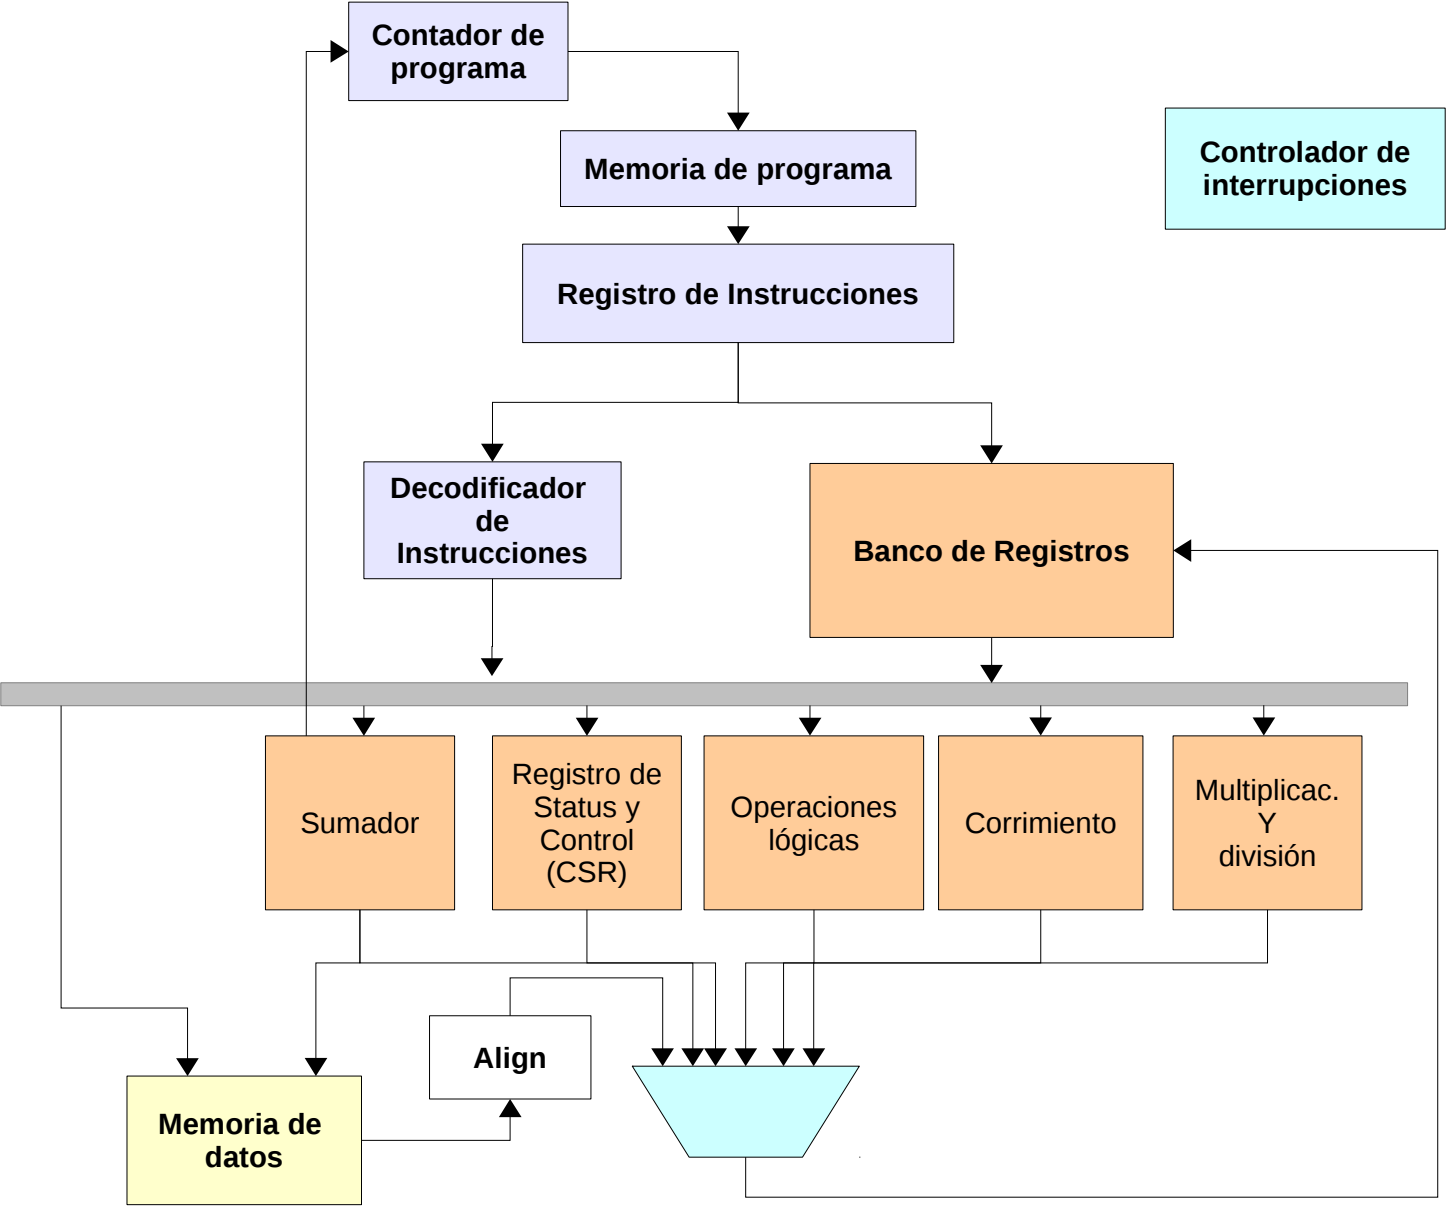 Contador de
programa
Memoria de programa
Controlador de
interrupciones
Registro de Instrucciones
Decodificador
de
Instrucciones
Banco de Registros
Sumador
Registro de
Status y
Control
(CSR)
Operaciones
lógicas
Corrimiento
Multiplicac.
Y
división
Align
Memoria de
datos